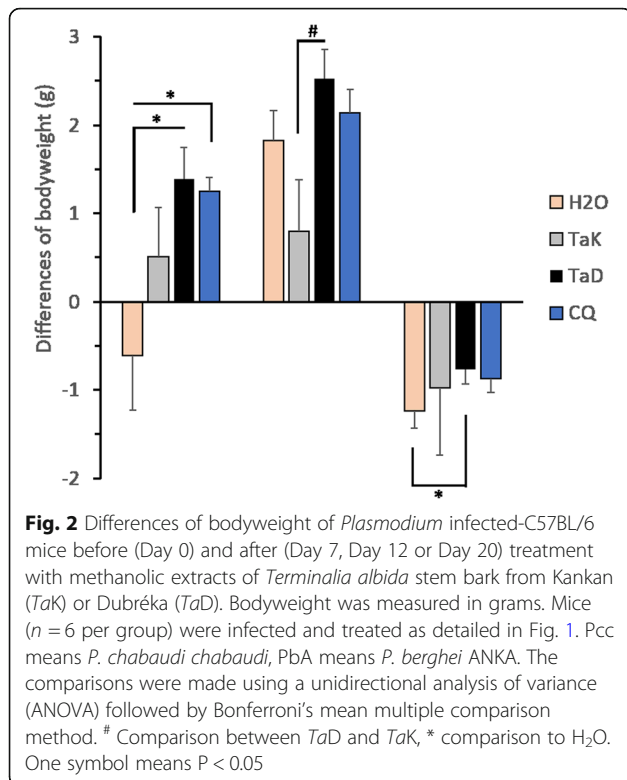 3
2
1
0
-1
-2
Differences of bodyweight (g)
*
*
#
*
H2O
TaK
TaD
CQ
Fig. 2 Differences of bodyweight of Plasmodium infected-C57BL/6
mice before (Day 0) and after (Day 7, Day 12 or Day 20) treatment
with methanolic extracts of Terminalia albida stem bark from Kankan
(TaK) or Dubréka (TaD). Bodyweight was measured in grams. Mice
(n = 6 per group) were infected and treated as detailed in Fig. 1. Pcc
means P. chabaudi chabaudi, PbA means P. berghei ANKA. The
comparisons were made using a unidirectional analysis of variance
(ANOVA) followed by Bonferroni's mean multiple comparison
method. # Comparison between TaD and TaK, * comparison to H₂O.
One symbol means P < 0.05